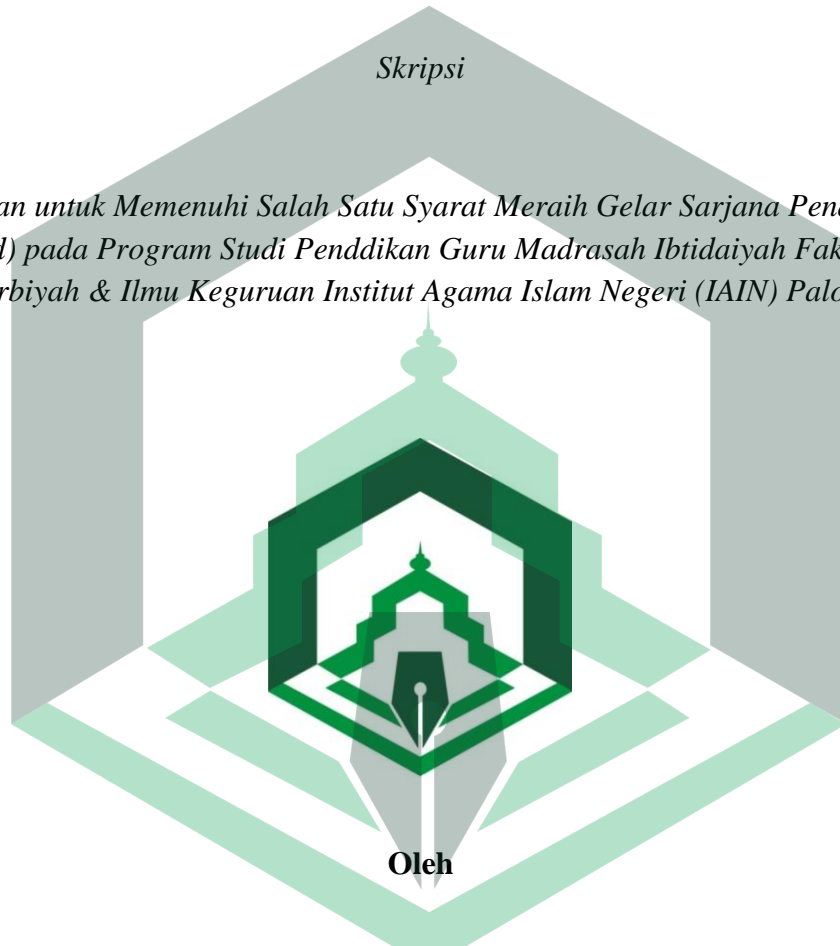 Skripsi
an untuk Memenuhi Salah Satu Syarat Meraih Gelar Sarjana Pen
pada Program Studi Penddikan Guru Madrasah Ibtidaiyah Fak
rbiyah & Ilmu Keguruan Institut Agama Islam Negeri (IAIN) Palo
Oleh